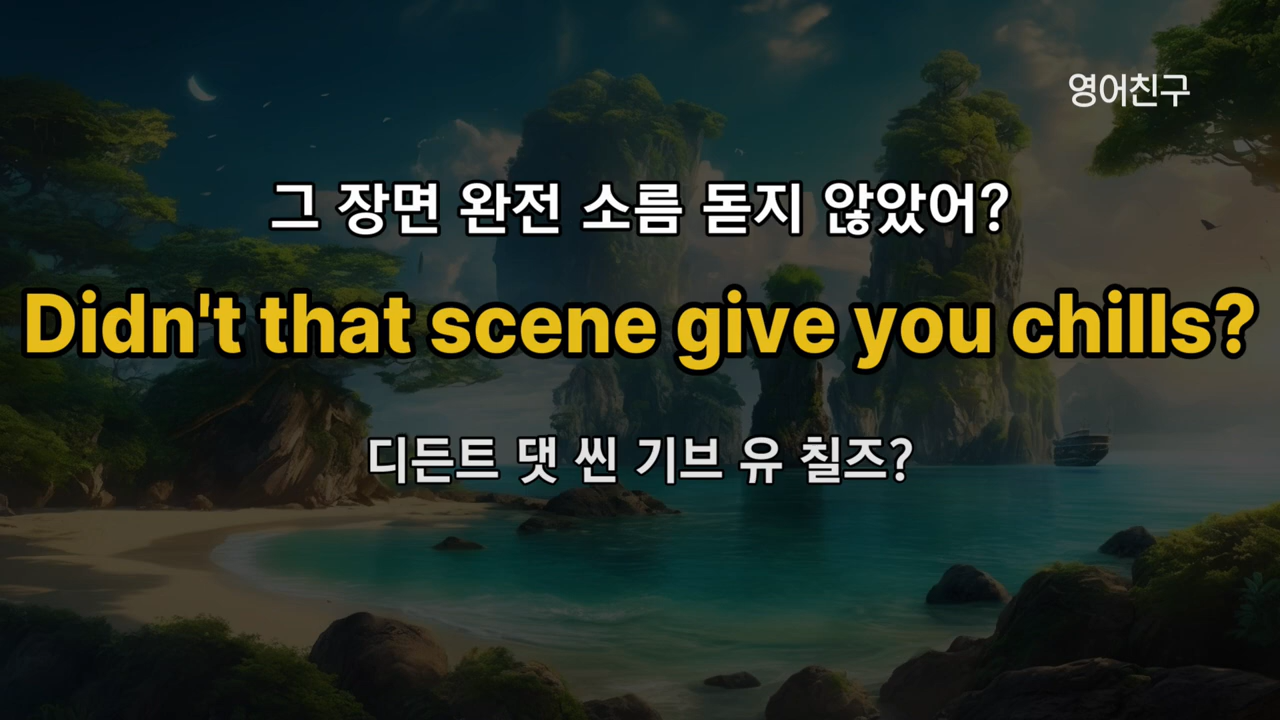 영어친구
그 장면 완전 소름 돋지 않았어?
Didn't that scene give you chills?
디든트 댓 씬 기브 유 칠즈?